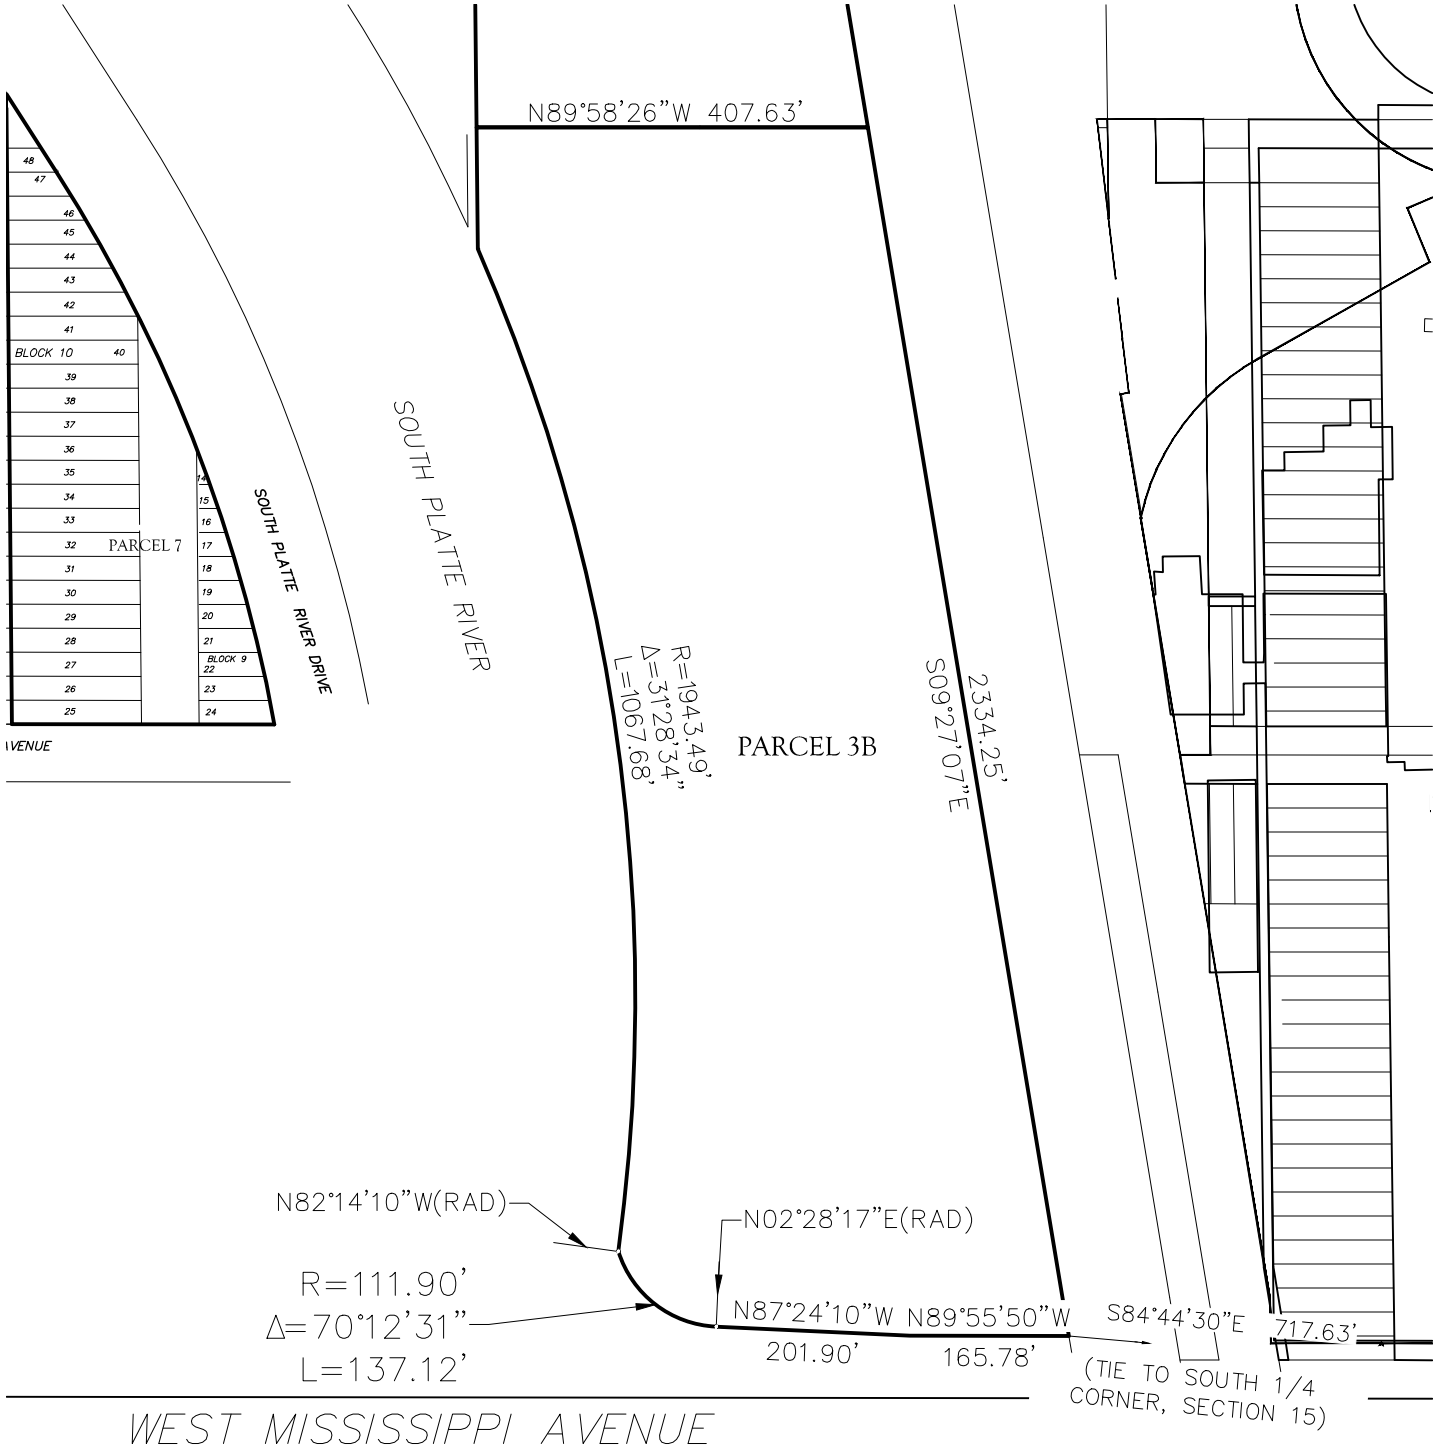 N89°58'26"W 407.63'
48
47
46
45
44
43
42
41
BLOCK 10 40
39
38
37
36
35
34
33
32
31
30
29
28
27
26
25
PARCEL 7
14
15
16
17
18
19
20
21
BLOCK 9
22
23
24
VENUE
SOUTH PLATTE RIVER DRIVE
SOUTH PLATTE RIVER
R=1943.49'
Δ=31°28'34"
L=1067.68'
PARCEL 3B
2334.25'
S09°27'07"E
N82°14'10"W(RAD)
N02°28'17"E(RAD)
R=111.90'
Δ=70°12'31"
L=137.12'
N87°24'10"W
201.90'
N89°55'50"W
165.78'
S84°44'30"E 717.63'
(TIE TO SOUTH 1/4
CORNER, SECTION 15)
WEST MISSISSIPPI AVENUE